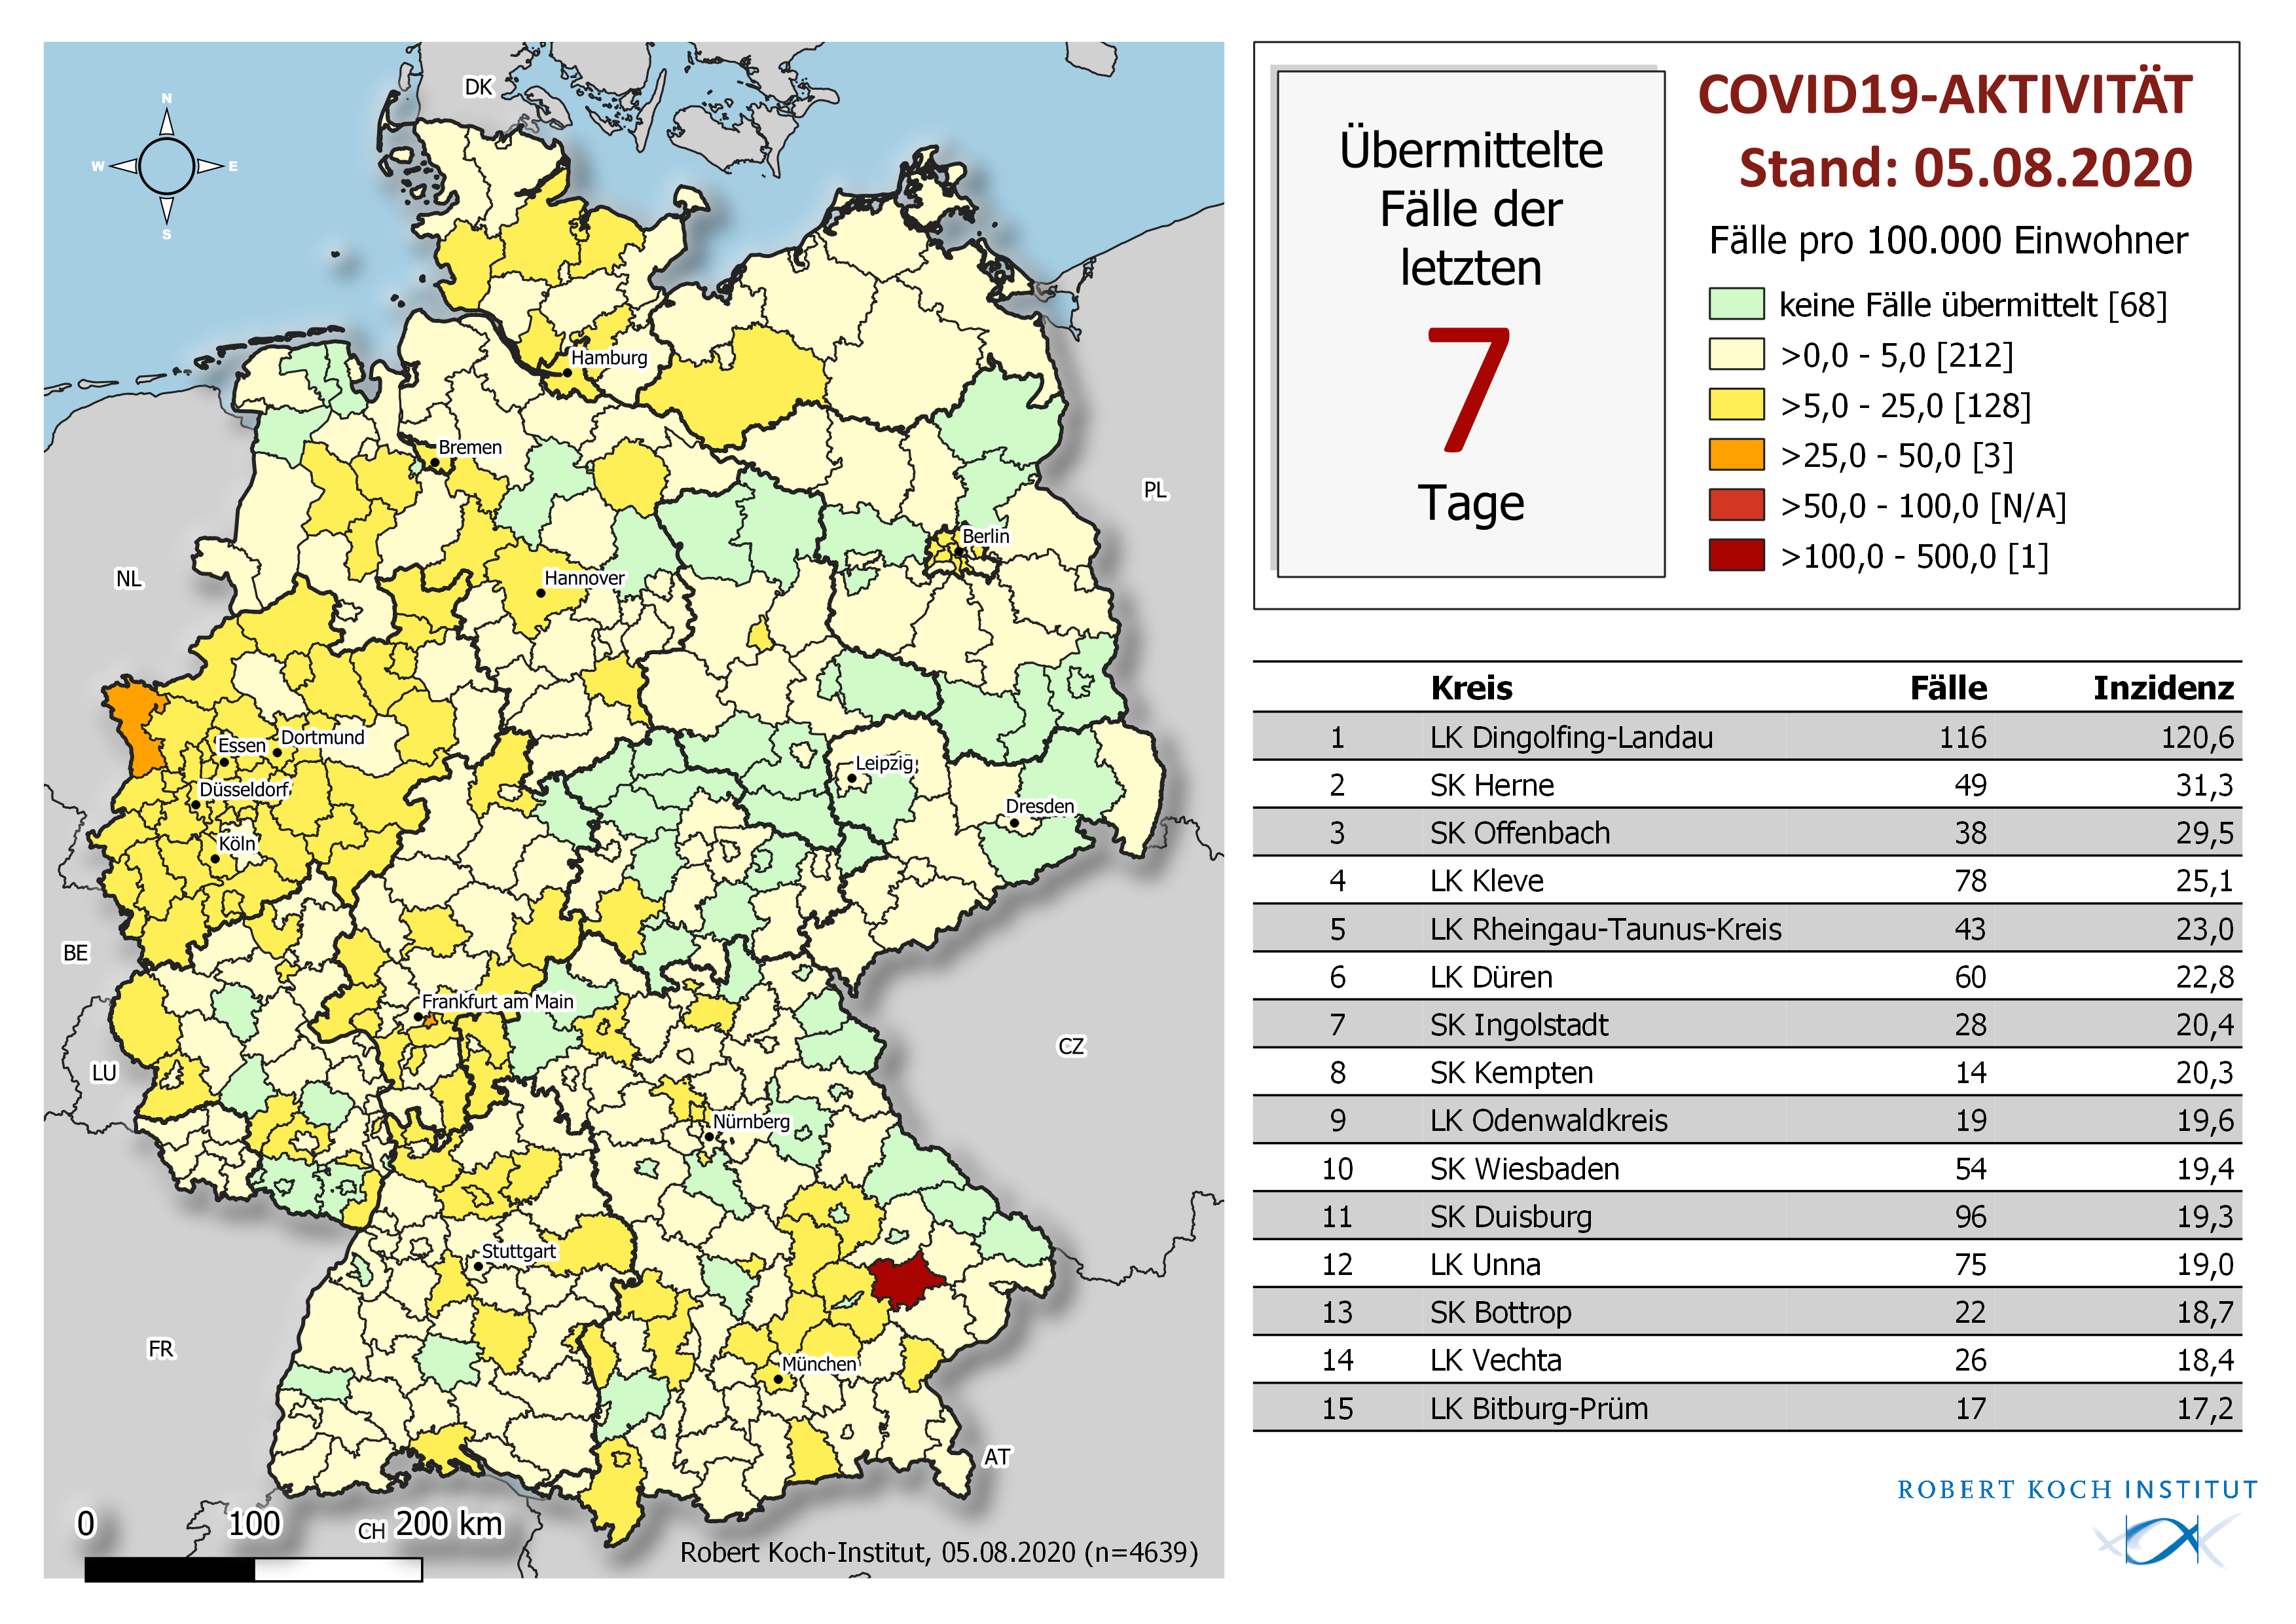 DK
N
W E
S
Hamburg
Bremen
PL
Berlin
NL
Hannover
Essen
Dortmund
Düsseldorf
Leipzig
Dresden
Köln
BE
Frankfurt am Main
CZ
LU
Nürnberg
Stuttgart
FR
München
AT
0 100 200 km
CH
Robert Koch-Institut, 05.08.2020 (n=4639)
Übermittelte
Fälle der
letzten
7
Tage
COVID19-AKTIVITÄT
Stand: 05.08.2020
Fälle pro 100.000 Einwohner
keine Fälle übermittelt [68]
>0,0 - 5,0 [212]
>5,0 - 25,0 [128]
>25,0 - 50,0 [3]
>50,0 - 100,0 [N/A]
>100,0 - 500,0 [1]
Kreis Fälle Inzidenz
1 LK Dingolfing-Landau 116 120,6
2 SK Herne 49 31,3
3 SK Offenbach 38 29,5
4 LK Kleve 78 25,1
5 LK Rheingau-Taunus-Kreis 43 23,0
6 LK Düren 60 22,8
7 SK Ingolstadt 28 20,4
8 SK Kempten 14 20,3
9 LK Odenwaldkreis 19 19,6
10 SK Wiesbaden 54 19,4
11 SK Duisburg 96 19,3
12 LK Unna 75 19,0
13 SK Bottrop 22 18,7
14 LK Vechta 26 18,4
15 LK Bitburg-Prüm 17 17,2
ROBERT KOCH INSTITUT